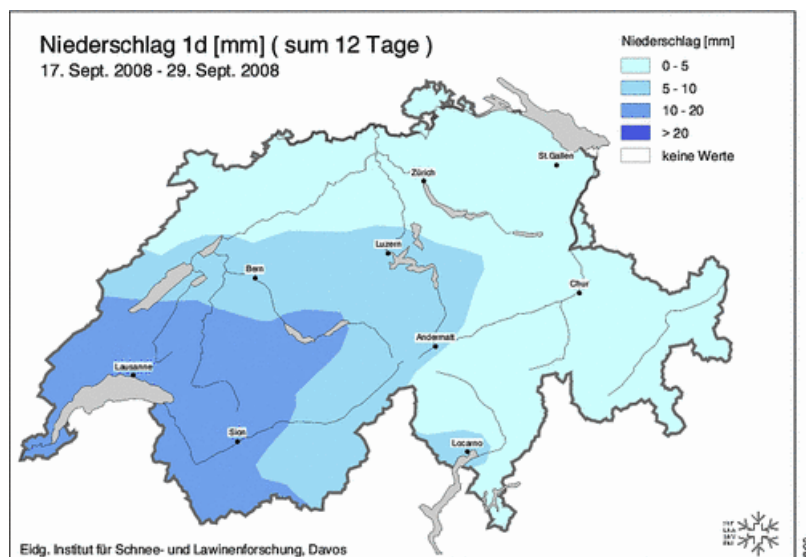 Niederschlag 1d [mm] ( sum 12 Tage )
17. Sept. 2008 - 29. Sept. 2008
Niederschlag [mm]
0 - 5
5 - 10
10 - 20
> 20
keine Werte
St.Gallen
Zürich
Luzern
Bern
Chur
Andermatt
Lausanne
Sion
Locarno
Eidg. Institut für Schnee- und Lawinenforschung, Davos